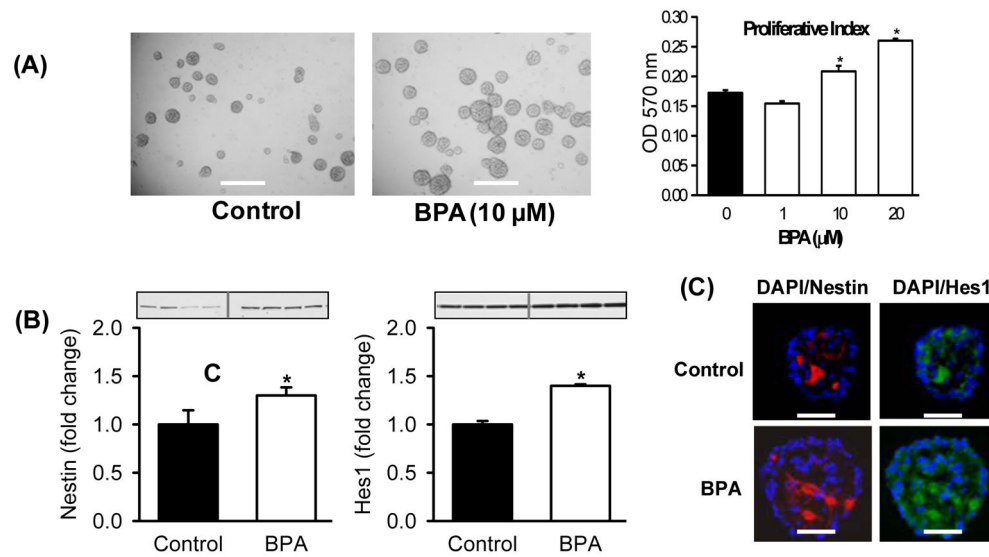 (A)
Control
BPA (10 µM)
Proliferative Index
OD 570 nm
0.30
0.25
0.20
0.15
0.10
0.05
0.00
*
*
0 1 10 20
BPA (µM)
(B)
Nestin (fold change)
2.0
1.5
1.0
0.5
0.0
C
*
Control BPA
Hes1 (fold change)
2.0
1.5
1.0
0.5
0.0
*
Control BPA
(C)
DAPI/Nestin DAPI/Hes1
Control
BPA